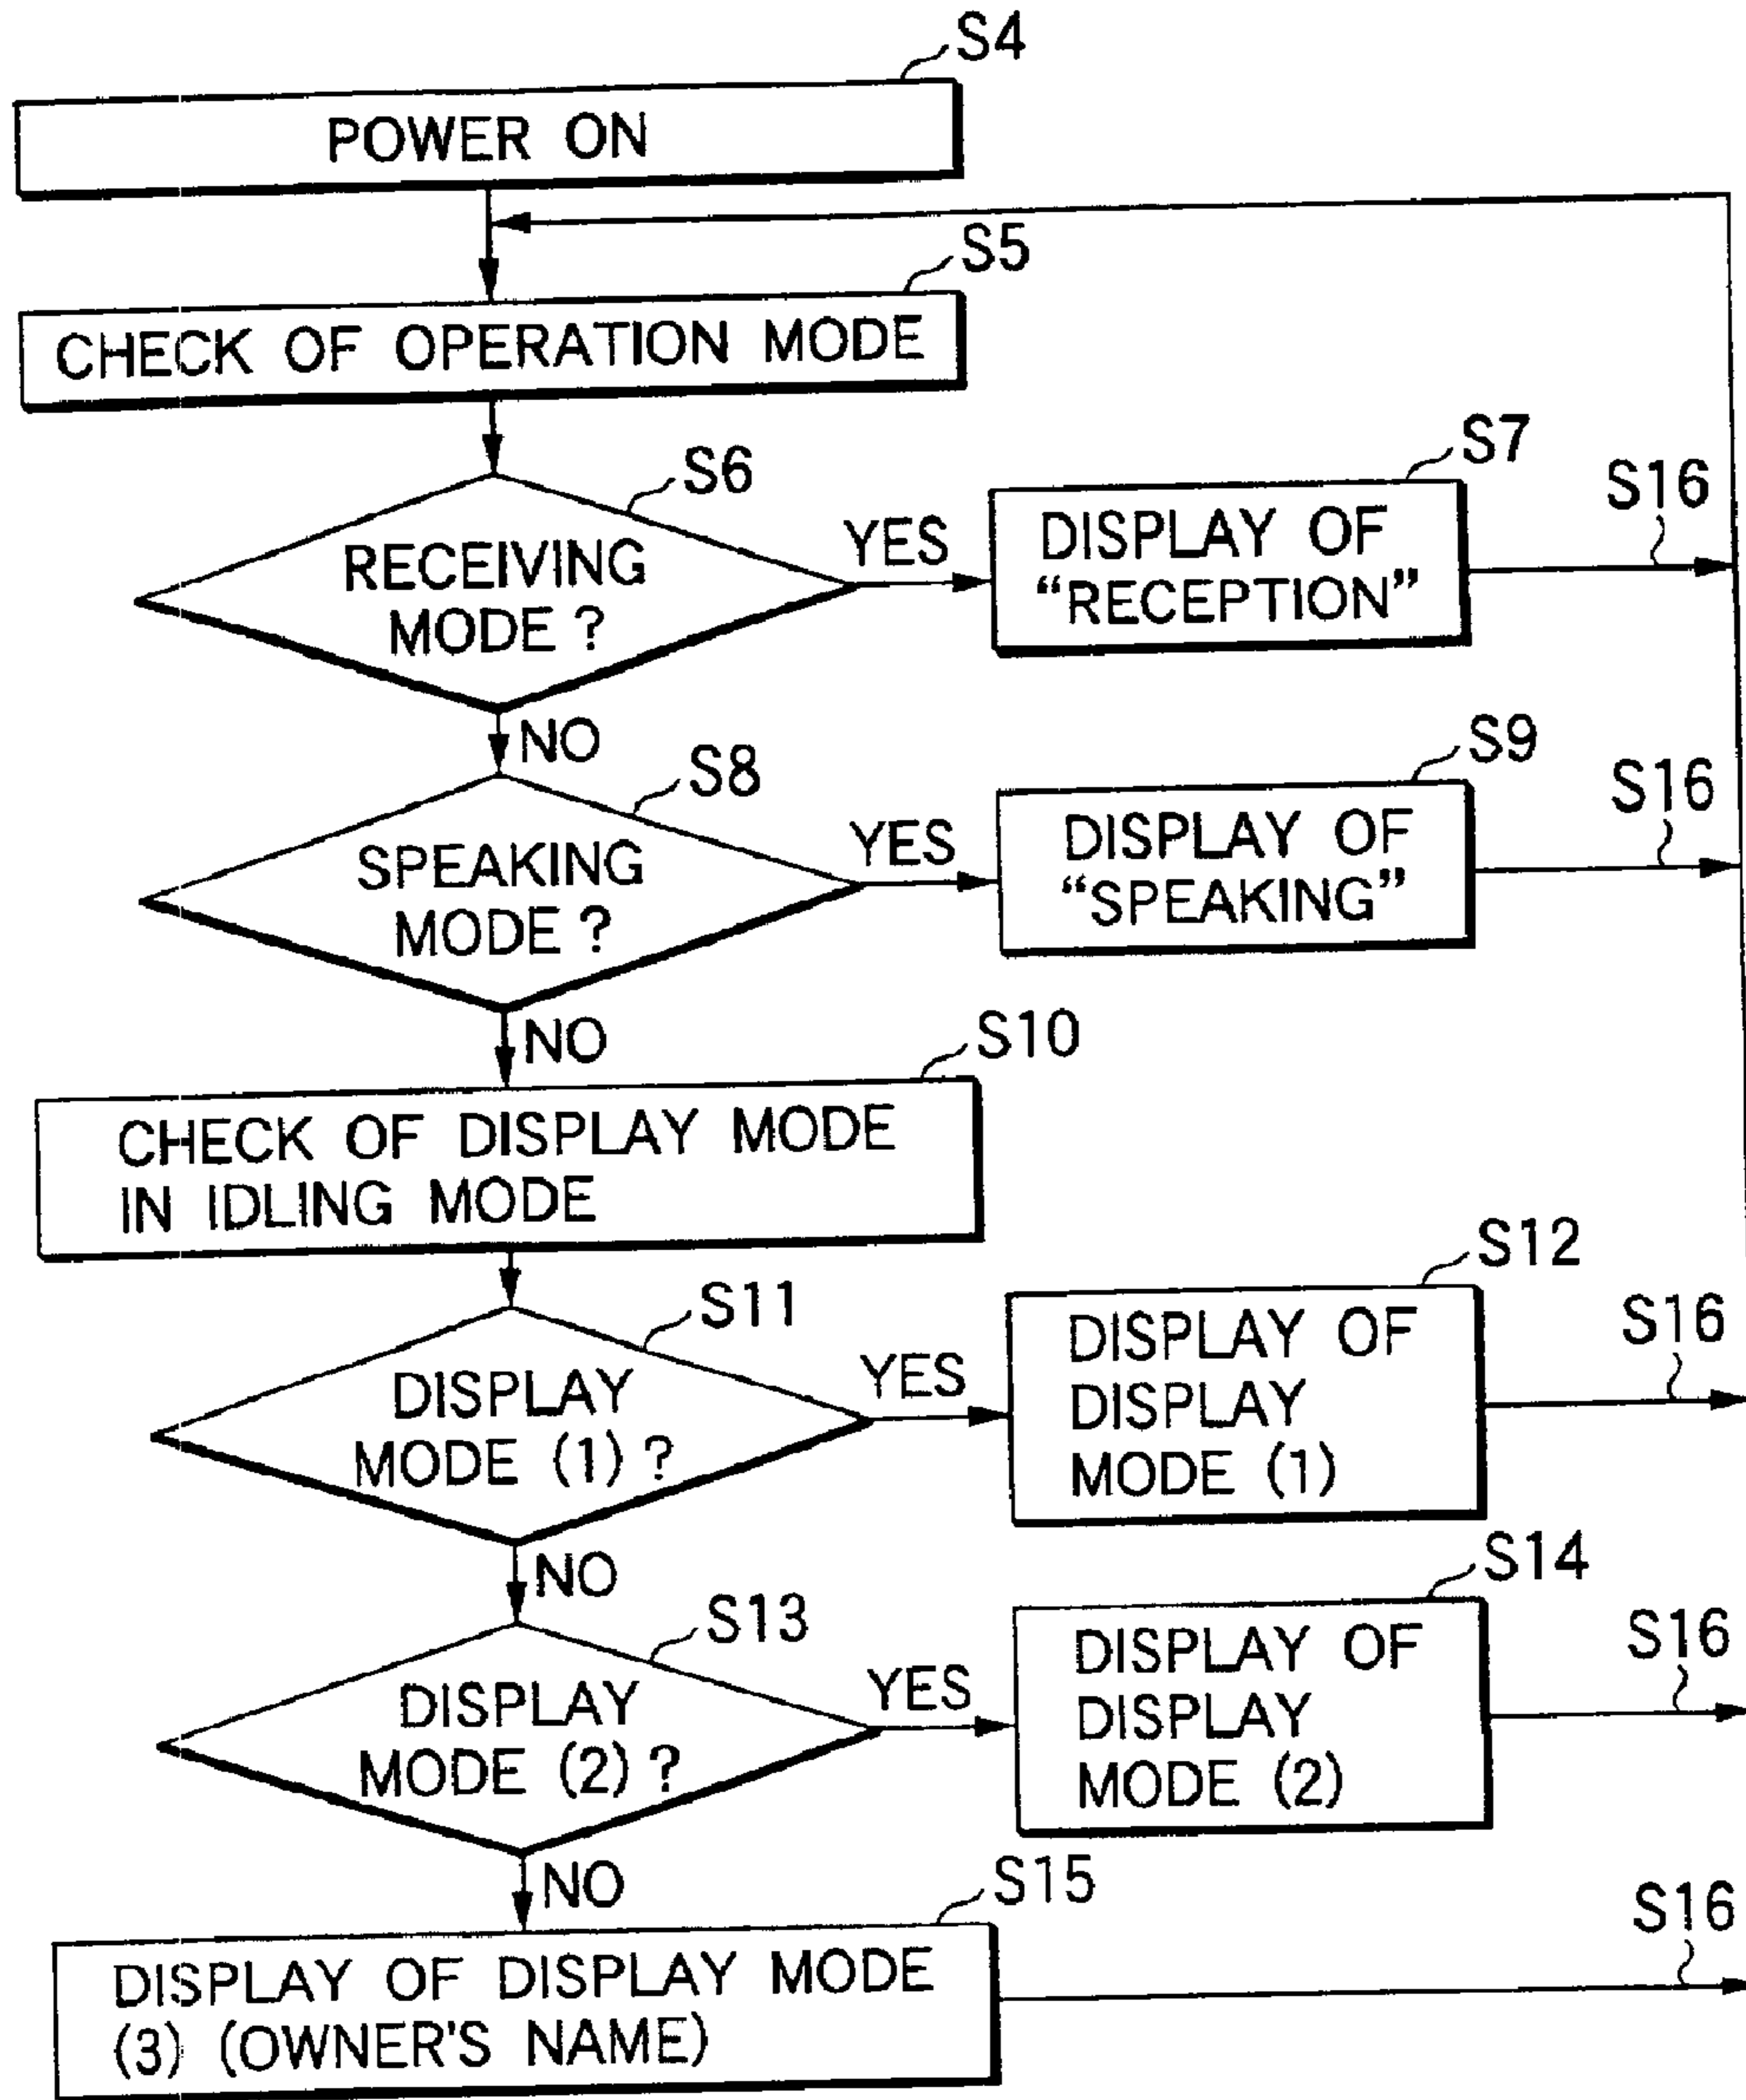 S4
POWER ON
S5
CHECK OF OPERATION MODE
S6
RECEIVING
MODE?
YES
S7
DISPLAY OF
“RECEPTION”
S16
NO
S8
SPEAKING
MODE?
YES
S9
DISPLAY OF
“SPEAKING”
S16
NO
S10
CHECK OF DISPLAY MODE
IN IDLING MODE
S11
DISPLAY
MODE (1)?
YES
S12
DISPLAY OF
DISPLAY
MODE (1)
S16
NO
S13
DISPLAY
MODE (2)?
YES
S14
DISPLAY OF
DISPLAY
MODE (2)
S16
NO
S15
DISPLAY OF DISPLAY MODE
(3) (OWNER'S NAME)
S16